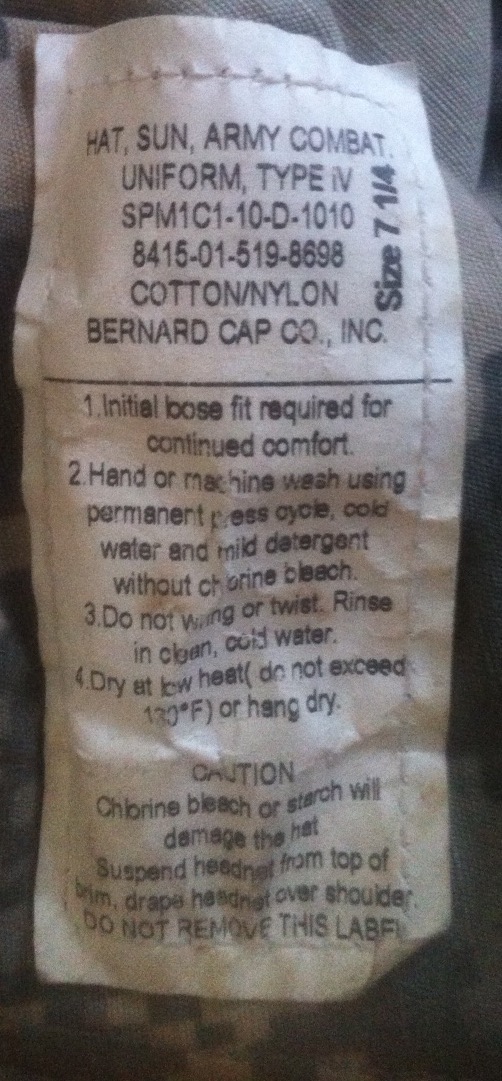 HAT, SUN, ARMY COMBAT.
UNIFORM, TYPE IV
SPM1C1-10-D-1010
8415-01-519-8698
COTTON/NYLON
BERNARD CAP CO., INC.
Size 7 1/4
1.Initial loose fit required for
continued comfort.
2.Hand or machine wash using
permanent press cycle, cold
water and mild detergent
without chlorine bleach.
3.Do not wring or twist. Rinse
in clean, cold water.
4.Dry at low heat( do not exceed
130°F) or hang dry.
CAUTION
Chlorine bleach or starch will
damage the hat
Suspend headnet from top of
brim, drape headnet over shoulder.
DO NOT REMOVE THIS LABEL